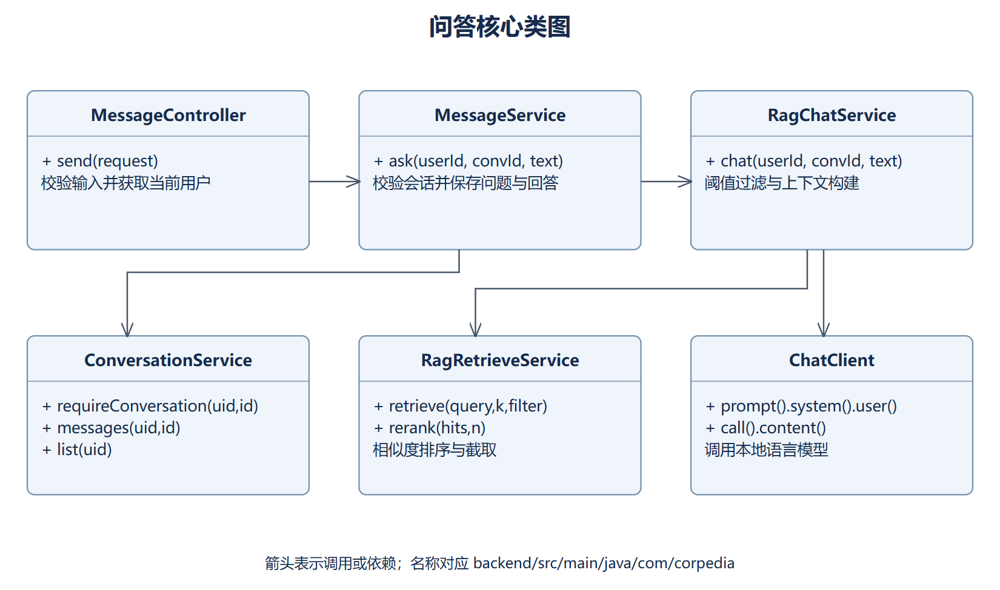 问答核心类图
MessageController
+ send(request)
校验输入并获取当前用户
MessageService
+ ask(userId, convId, text)
校验会话并保存问题与回答
RagChatService
+ chat(userId, convId, text)
阈值过滤与上下文构建
ConversationService
+ requireConversation(uid,id)
+ messages(uid,id)
+ list(uid)
RagRetrieveService
+ retrieve(query,k,filter)
+ rerank(hits,n)
相似度排序与截取
ChatClient
+ prompt().system().user()
+ call().content()
调用本地语言模型
箭头表示调用或依赖；名称对应 backend/src/main/java/com/corpedia